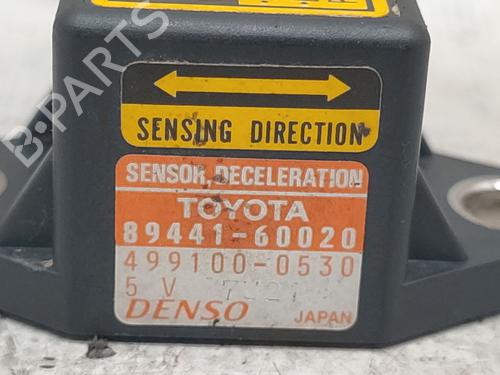 SENSING DIRECTION
SENSOR DECELERATION
TOYOTA
89441-60020
499100-0530
5 V
DENSO JAPAN
B-PARTS